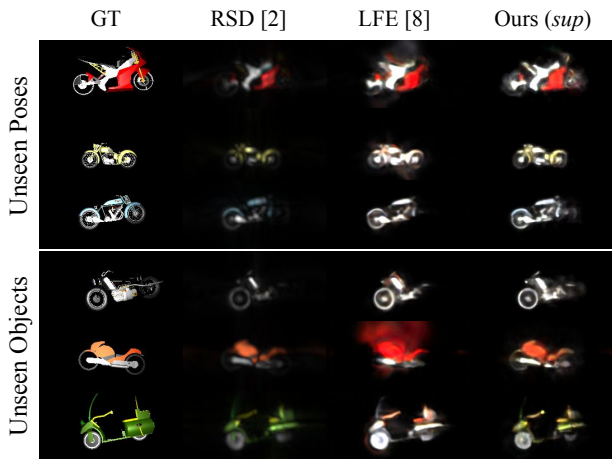 GT RSD [2] LFE [8] Ours (sup)
Unseen Poses
Unseen Objects